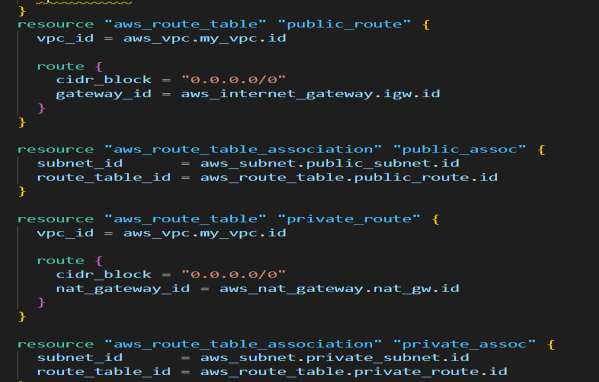 }
resource "aws_route_table" "public_route" {
  vpc_id = aws_vpc.my_vpc.id

  route {
    cidr_block = "0.0.0.0/0"
    gateway_id = aws_internet_gateway.igw.id
  }
}

resource "aws_route_table_association" "public_assoc" {
  subnet_id      = aws_subnet.public_subnet.id
  route_table_id = aws_route_table.public_route.id
}

resource "aws_route_table" "private_route" {
  vpc_id = aws_vpc.my_vpc.id

  route {
    cidr_block = "0.0.0.0/0"
    nat_gateway_id = aws_nat_gateway.nat_gw.id
  }
}

resource "aws_route_table_association" "private_assoc" {
  subnet_id      = aws_subnet.private_subnet.id
  route_table_id = aws_route_table.private_route.id